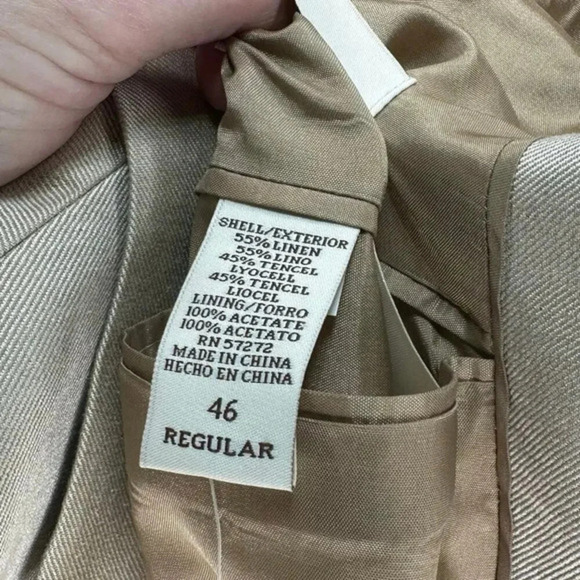 SHELL/EXTERIOR
55% LINEN
55% LINO
45% TENCEL
LYOCELL
45% TENCEL
LIOCEL
LINING/FORRO
100% ACETATE
100% ACETATO
RN 57272
MADE IN CHINA
HECHO EN CHINA
46
REGULAR